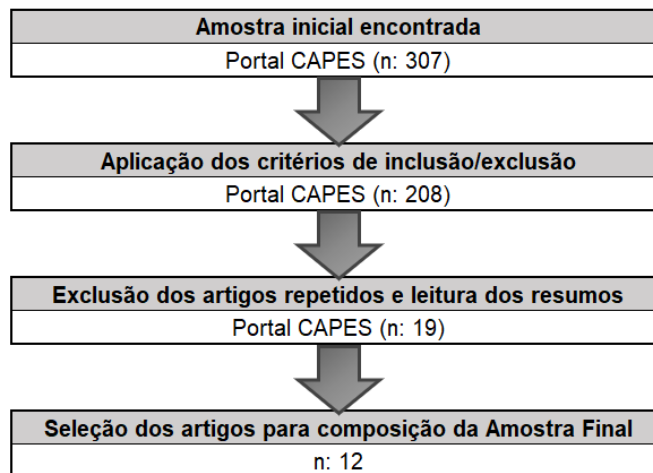 Amostra inicial encontrada
Portal CAPES (n: 307)
Aplicação dos critérios de inclusão/exclusão
Portal CAPES (n: 208)
Exclusão dos artigos repetidos e leitura dos resumos
Portal CAPES (n: 19)
Seleção dos artigos para composição da Amostra Final
n: 12